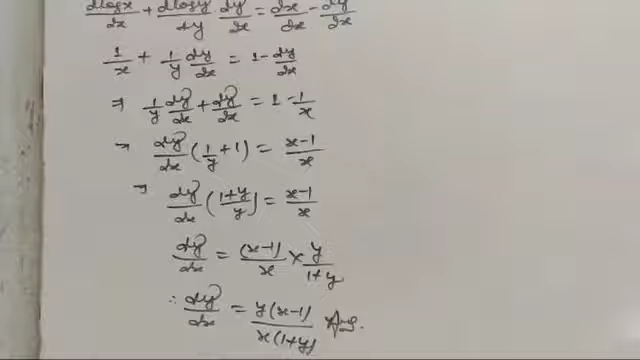 dlogx/dx + dlogy/dy dy/dx = dx/dx - dy/dx
1/x + 1/y dy/dx = 1 - dy/dx
⇒ 1/y dy/dx + dy/dx = 1 - 1/x
→ dy/dx (1/y + 1) = x-1/x
→ dy/dx (1+y/y) = x-1/x
dy/dx = (x-1)/x × y/1+y
∴ dy/dx = y(x-1)/x(1+y) Ans.